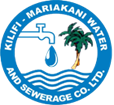 KILIFI - MARIAKANI WATER
AND SEWERAGE CO. LTD.